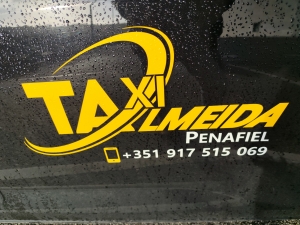 TAXI
ALMEIDA
PENAFIEL
+351 917 515 069